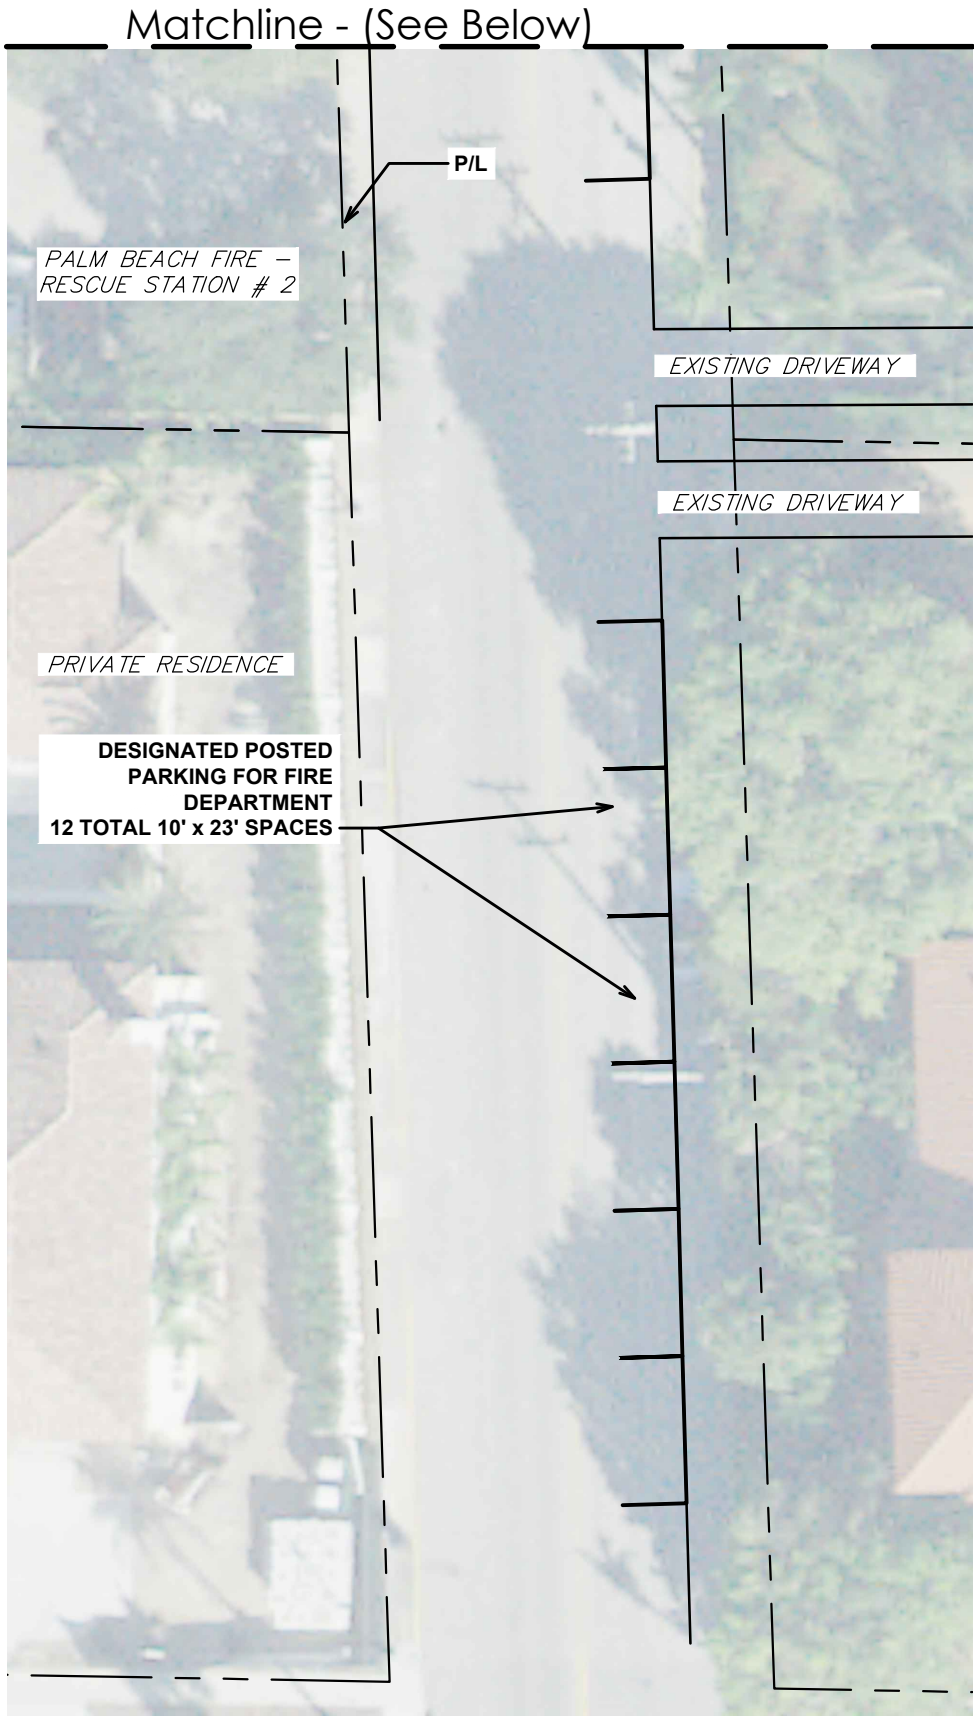 Matchline - (See Below)
P/L
PALM BEACH FIRE –
RESCUE STATION # 2
EXISTING DRIVEWAY
EXISTING DRIVEWAY
PRIVATE RESIDENCE
DESIGNATED POSTED
PARKING FOR FIRE
DEPARTMENT
12 TOTAL 10' x 23' SPACES